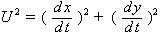 U² = ( dx/dt )² + ( dy/dt )²